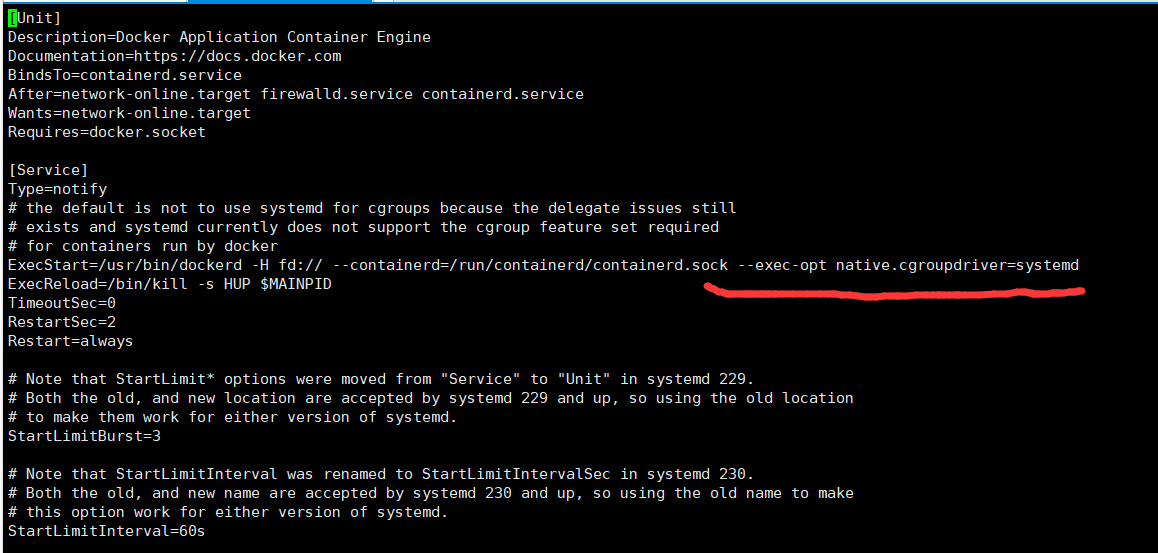 [Unit]
Description=Docker Application Container Engine
Documentation=https://docs.docker.com
BindsTo=containerd.service
After=network-online.target firewalld.service containerd.service
Wants=network-online.target
Requires=docker.socket
[Service]
Type=notify
# the default is not to use systemd for cgroups because the delegate issues still
# exists and systemd currently does not support the cgroup feature set required
# for containers run by docker
ExecStart=/usr/bin/dockerd -H fd:// --containerd=/run/containerd/containerd.sock --exec-opt native.cgroupdriver=systemd
ExecReload=/bin/kill -s HUP $MAINPID
TimeoutSec=0
RestartSec=2
Restart=always
# Note that StartLimit* options were moved from "Service" to "Unit" in systemd 229.
# Both the old, and new location are accepted by systemd 229 and up, so using the old location
# to make them work for either version of systemd.
StartLimitBurst=3
# Note that StartLimitInterval was renamed to StartLimitIntervalSec in systemd 230.
# Both the old, and new name are accepted by systemd 230 and up, so using the old name to make
# this option work for either version of systemd.
StartLimitInterval=60s